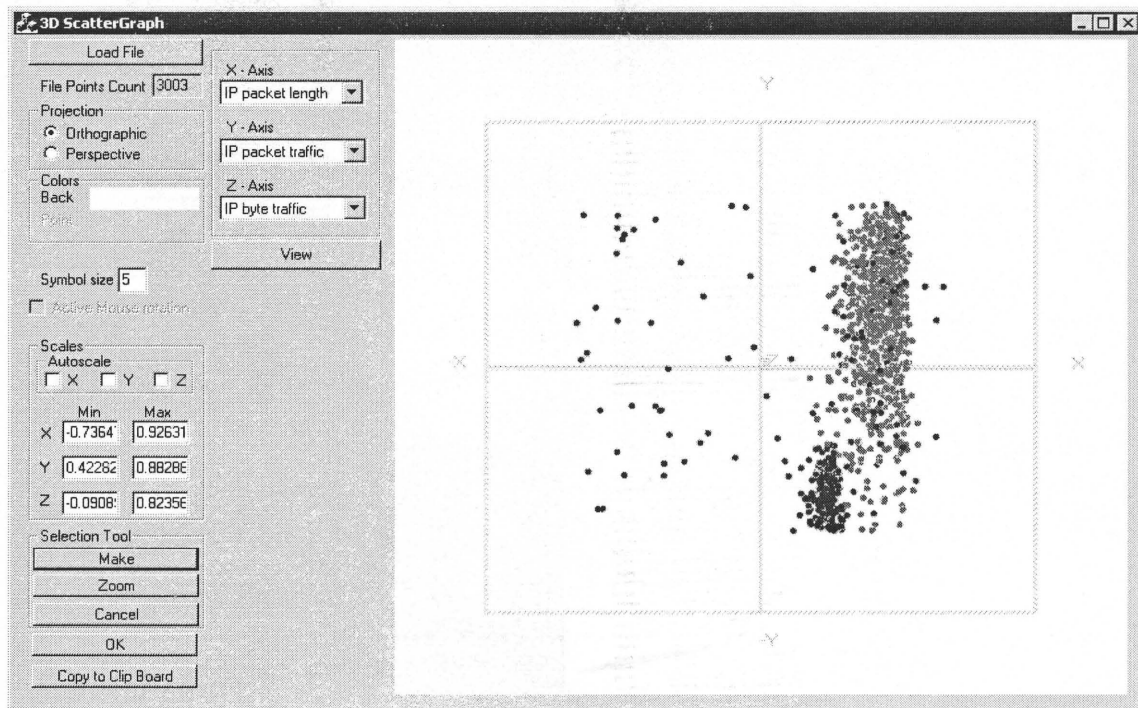 3D ScatterGraph
Load File
File Points Count 3003
Projection
Orthographic
Perspective
Colors
Back
Point
Symbol size 5
Active Mouse rotation
Scales
Autoscale
X Y Z
Min Max
X -0.7364 0.92631
Y 0.42262 0.88286
Z -0.0908 0.82356
Selection Tool
Make
Zoom
Cancel
OK
Copy to Clip Board
X - Axis
IP packet length
Y - Axis
IP packet traffic
Z - Axis
IP byte traffic
View
Y
X
Z
X
-Y